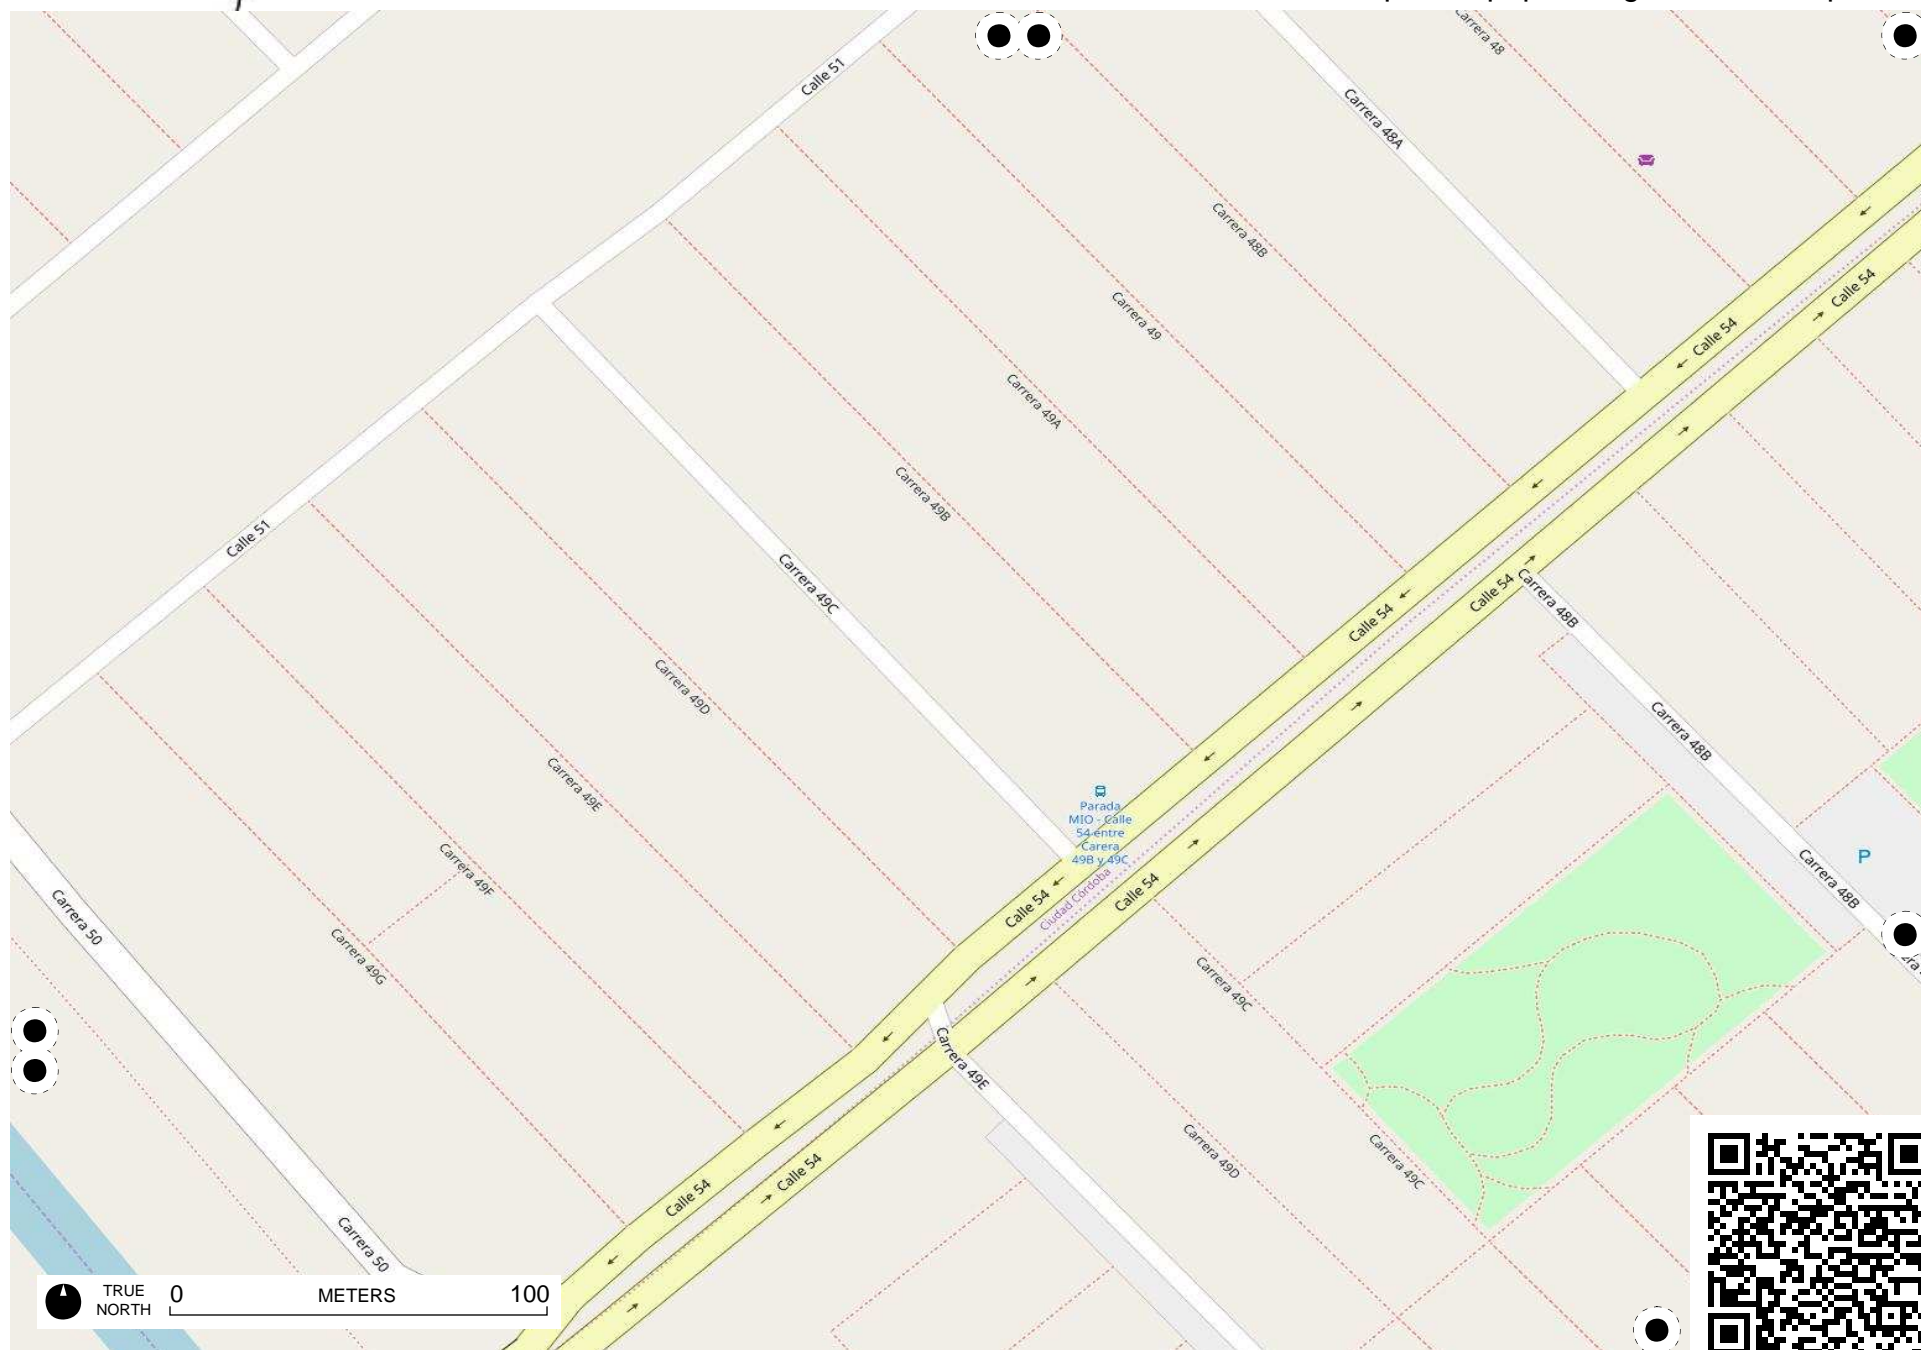 Carrera 48
Calle 51
Carrera 48A
Carrera 48B
Calle 54
Carrera 49
Calle 54
Carrera 49A
Carrera 49B
Calle 51
Carrera 49C
Calle 54
Calle 54
Carrera 48B
Carrera 49D
Carrera 48B
Carrera 49E
Parada
MIO - Calle
54 entre
Carera
49B y 49C
P
Carrera 49F
Carrera 48B
Calle 54
Calle 54
Ciudad Córdoba
Carrera 50
Carrera 49G
Carrera 49C
Carrera 49E
Carrera 49D
Carrera 49C
Calle 54
Calle 54
Carrera 50
TRUE
NORTH
0 METERS 100